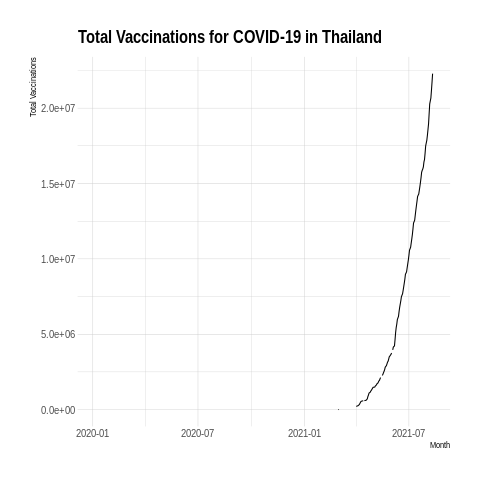 Total Vaccinations for COVID-19 in Thailand
Total Vaccinations
2.0e+07
1.5e+07
1.0e+07
5.0e+06
0.0e+00
2020-01 2020-07 2021-01 2021-07
Month